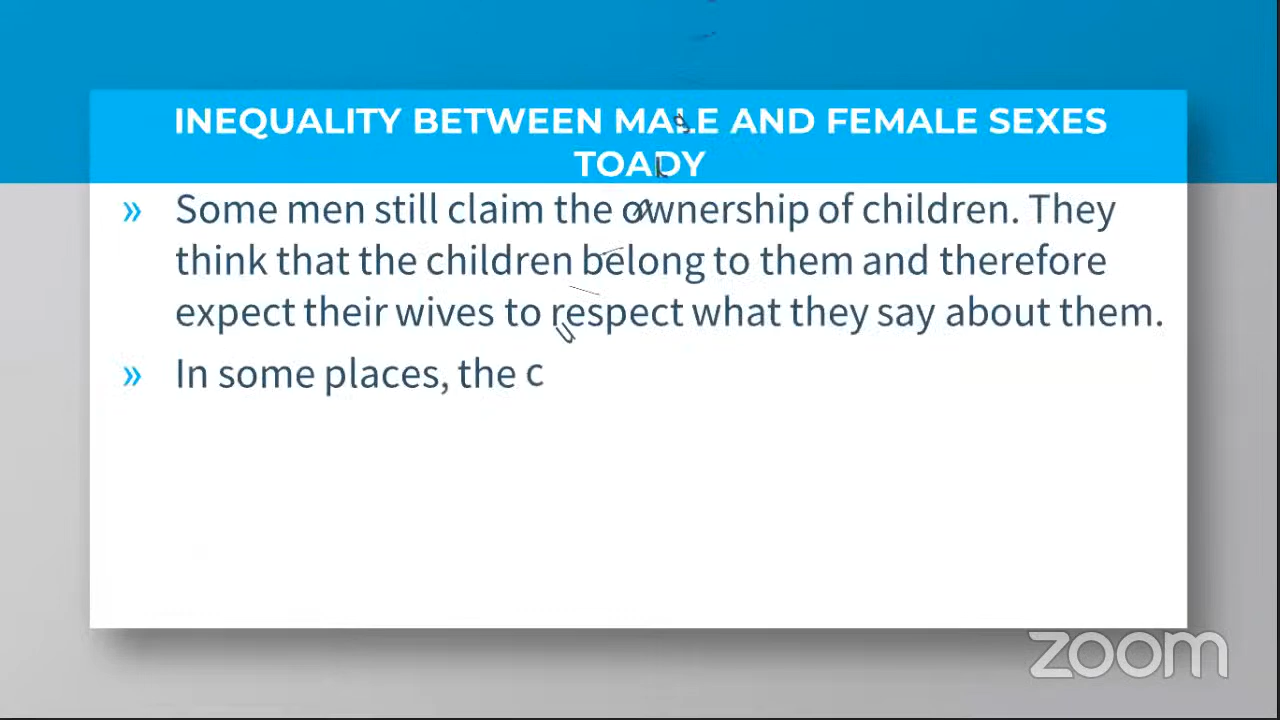 INEQUALITY BETWEEN MALE AND FEMALE SEXES
TOADY
» Some men still claim the ownership of children. They
think that the children belong to them and therefore
expect their wives to respect what they say about them.
» In some places, the c
zoom